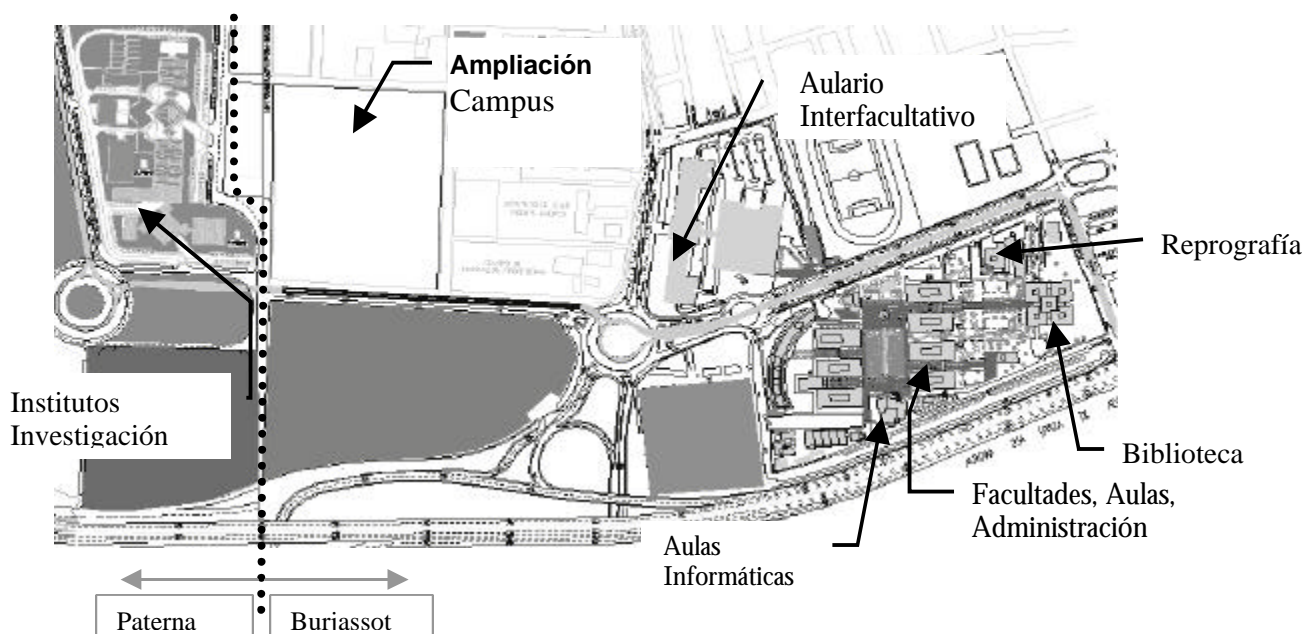 Ampliación
Campus
Aulario
Interfacultativo
Reprografía
Institutos
Investigación
Biblioteca
Facultades, Aulas,
Administración
Aulas
Informáticas
Paterna
Burjassot